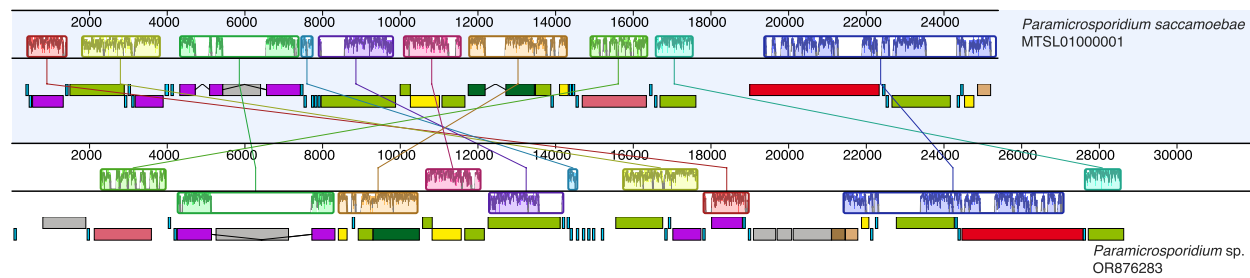 2000 4000 6000 8000 10000 12000 14000 16000 18000 20000 22000 24000
Paramicrosporidium saccamoebae
MTSL01000001
2000 4000 6000 8000 10000 12000 14000 16000 18000 20000 22000 24000 26000 28000 30000
Paramicrosporidium sp.
OR876283